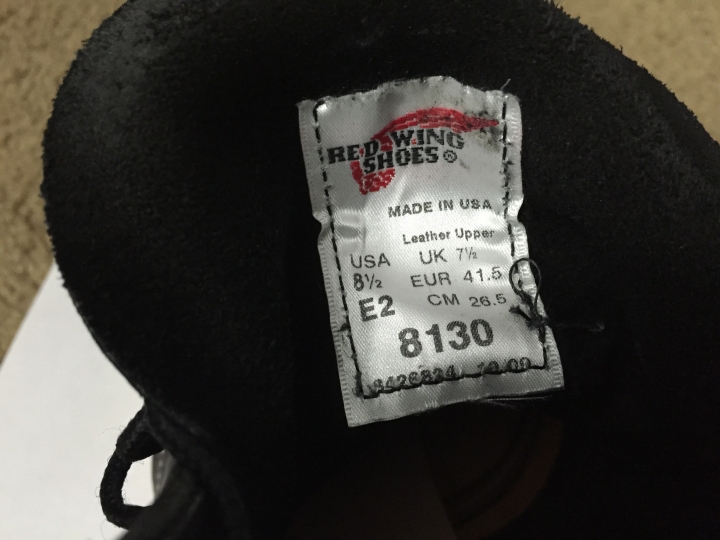 RED WING
SHOES®
MADE IN USA
Leather Upper
USA UK 7½
8½ EUR 41.5
E2 CM 26.5
8130